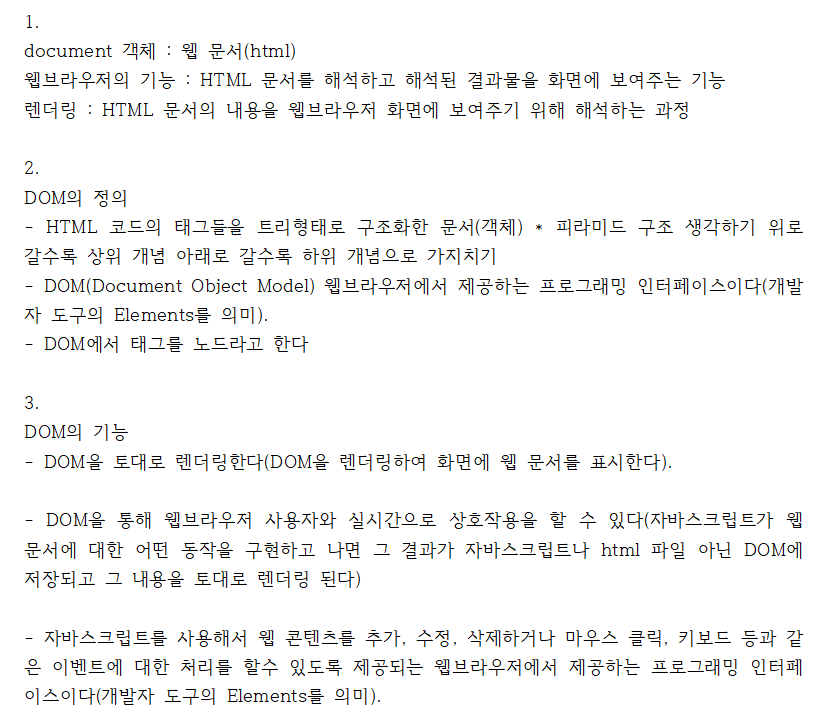 1.
document 객체 : 웹 문서(html)
웹브라우저의 기능 : HTML 문서를 해석하고 해석된 결과물을 화면에 보여주는 기능
렌더링 : HTML 문서의 내용을 웹브라우저 화면에 보여주기 위해 해석하는 과정
2.
DOM의 정의
- HTML 코드의 태그들을 트리형태로 구조화한 문서(객체) * 피라미드 구조 생각하기 위로
갈수록 상위 개념 아래로 갈수록 하위 개념으로 가지치기
- DOM(Document Object Model) 웹브라우저에서 제공하는 프로그래밍 인터페이스이다(개발
자 도구의 Elements를 의미).
- DOM에서 태그를 노드라고 한다
3.
DOM의 기능
- DOM을 토대로 렌더링한다(DOM을 렌더링하여 화면에 웹 문서를 표시한다).
- DOM을 통해 웹브라우저 사용자와 실시간으로 상호작용을 할 수 있다(자바스크립트가 웹
문서에 대한 어떤 동작을 구현하고 나면 그 결과가 자바스크립트나 html 파일 아닌 DOM에
저장되고 그 내용을 토대로 렌더링 된다)
- 자바스크립트를 사용해서 웹 콘텐츠를 추가, 수정, 삭제하거나 마우스 클릭, 키보드 등과 같
은 이벤트에 대한 처리를 할수 있도록 제공되는 웹브라우저에서 제공하는 프로그래밍 인터페
이스이다(개발자 도구의 Elements를 의미).